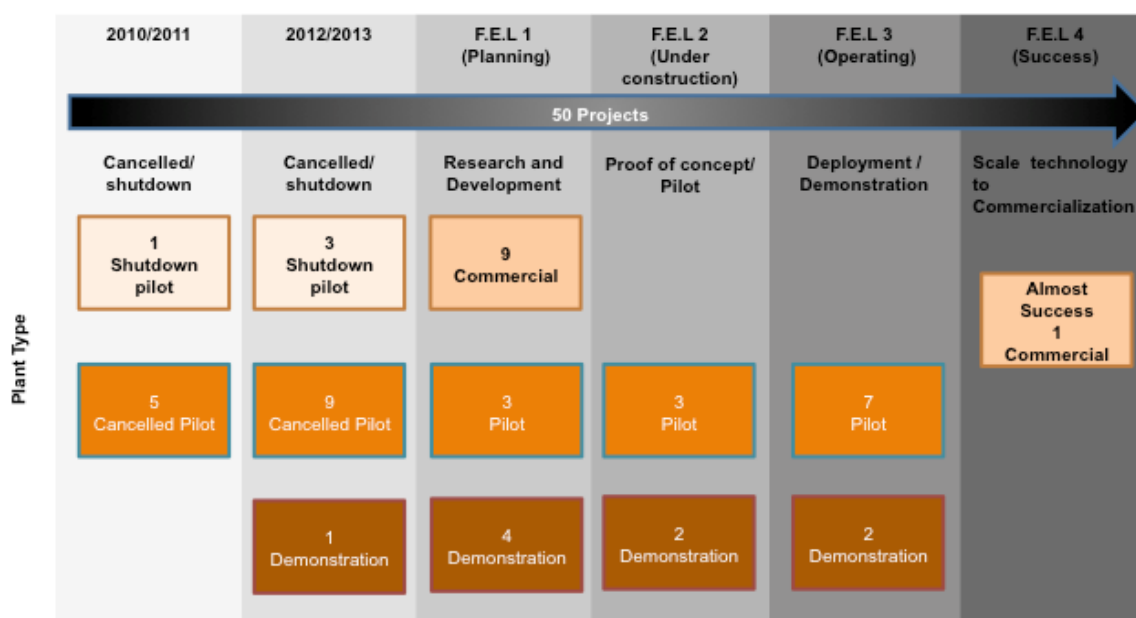 2010/2011
2012/2013
F.E.L 1
(Planning)
F.E.L 2
(Under
construction)
F.E.L 3
(Operating)
F.E.L 4
(Success)
50 Projects
Cancelled/
shutdown
Cancelled/
shutdown
Research and
Development
Proof of concept/
Pilot
Deployment /
Demonstration
Scale technology
to
Commercialization
Plant Type
1
Shutdown
pilot
3
Shutdown
pilot
9
Commercial
Almost
Success
1
Commercial
5
Cancelled Pilot
9
Cancelled Pilot
3
Pilot
3
Pilot
7
Pilot
1
Demonstration
4
Demonstration
2
Demonstration
2
Demonstration